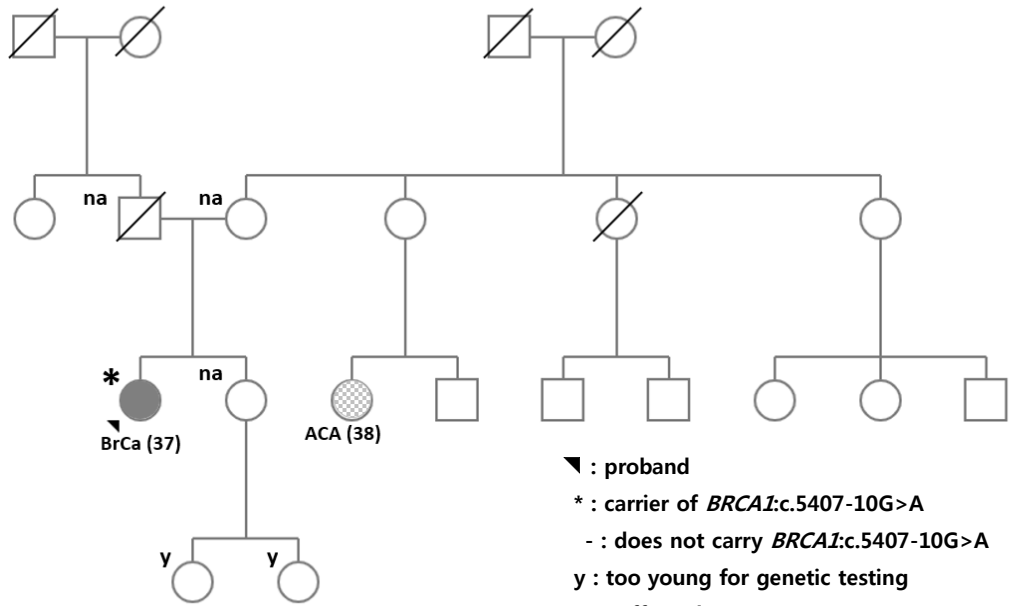 na
na
*
na
BrCa (37)
ACA (38)
: proband
* : carrier of BRCA1:c.5407-10G>A
- : does not carry BRCA1:c.5407-10G>A
y
y
y : too young for genetic testing